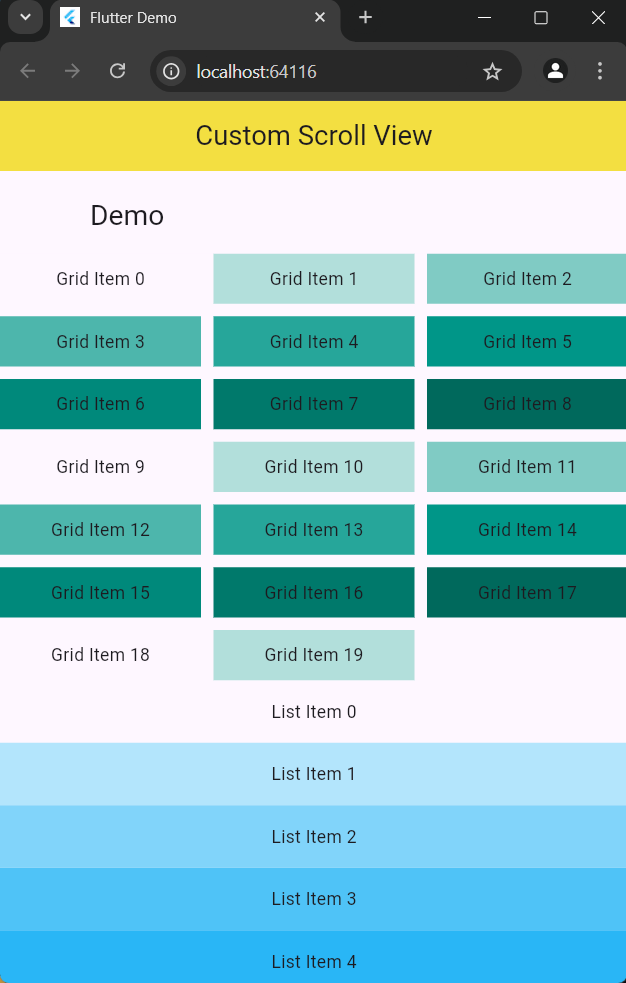 Flutter Demo
localhost:64116
Custom Scroll View
Demo
Grid Item 0 Grid Item 1 Grid Item 2
Grid Item 3 Grid Item 4 Grid Item 5
Grid Item 6 Grid Item 7 Grid Item 8
Grid Item 9 Grid Item 10 Grid Item 11
Grid Item 12 Grid Item 13 Grid Item 14
Grid Item 15 Grid Item 16 Grid Item 17
Grid Item 18 Grid Item 19
List Item 0
List Item 1
List Item 2
List Item 3
List Item 4